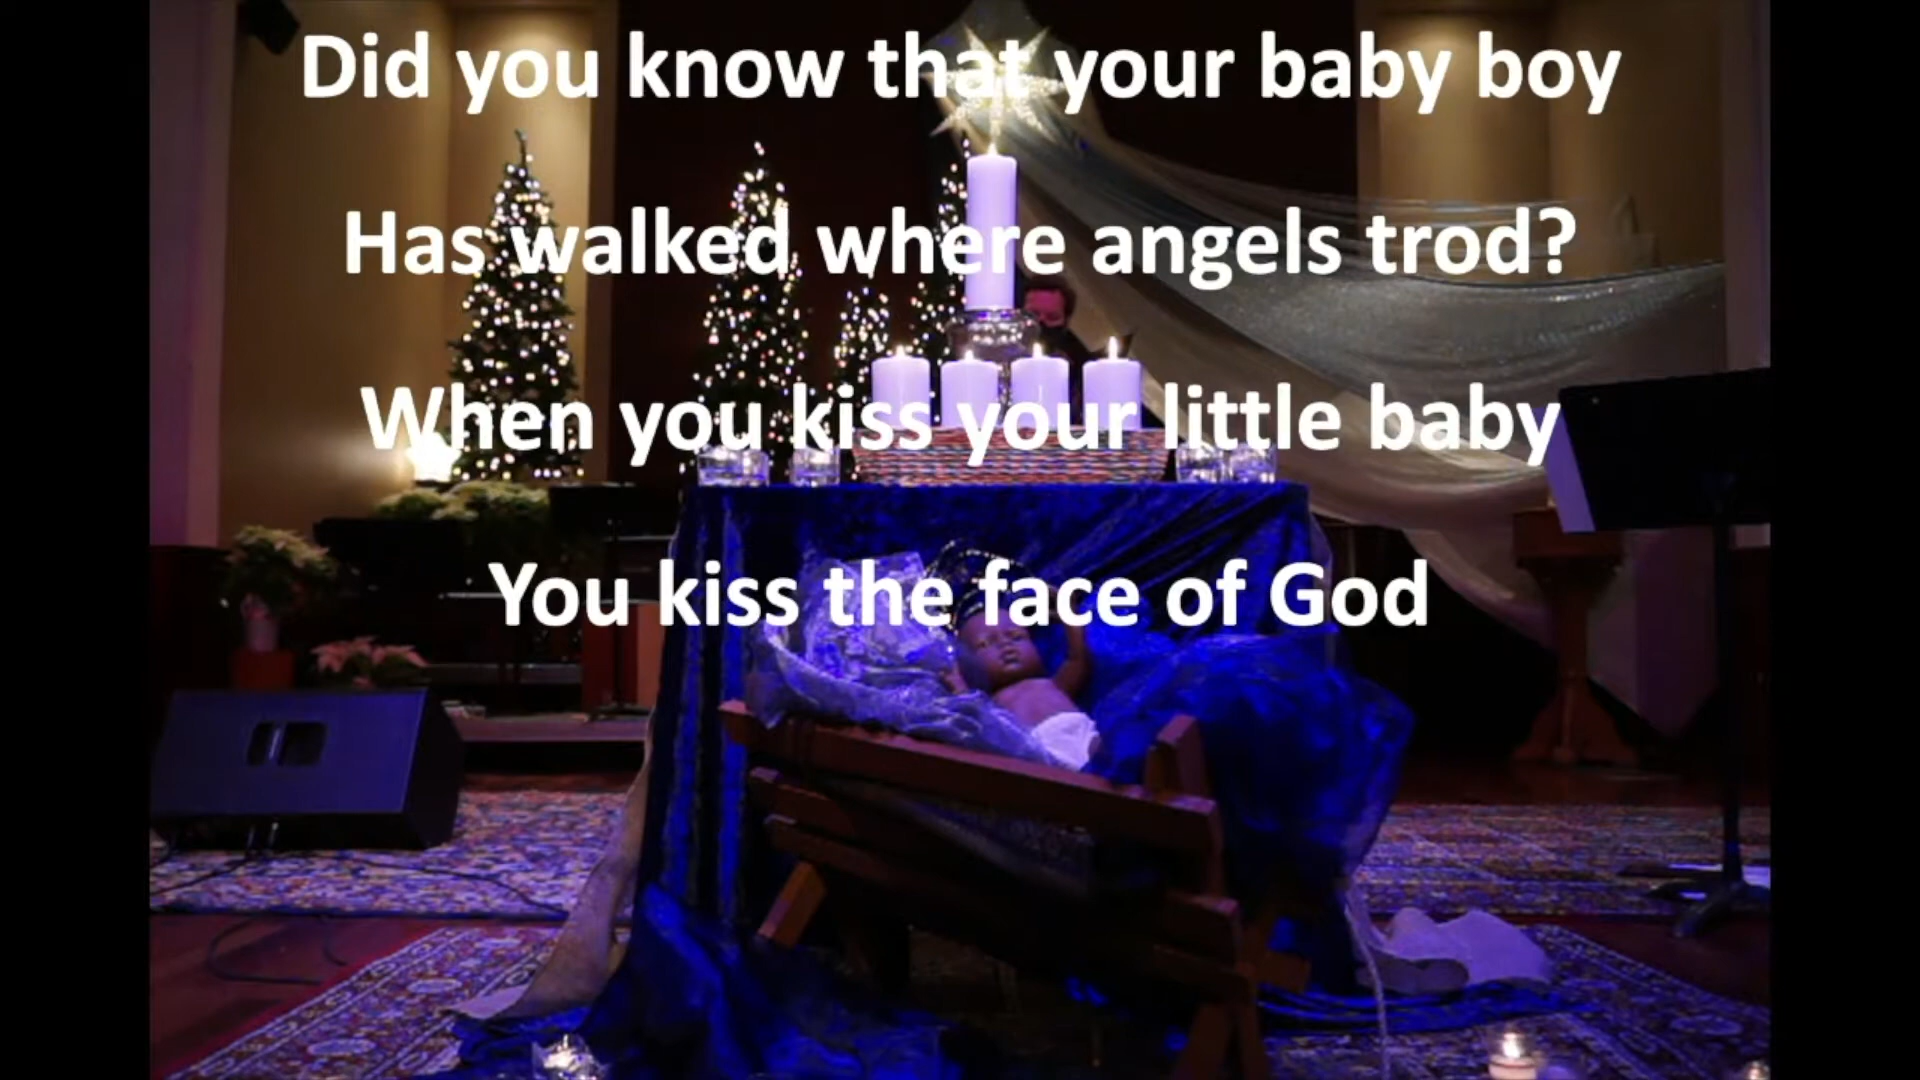 Did you know that your baby boy
Has walked where angels trod?
When you kiss your little baby
You kiss the face of God